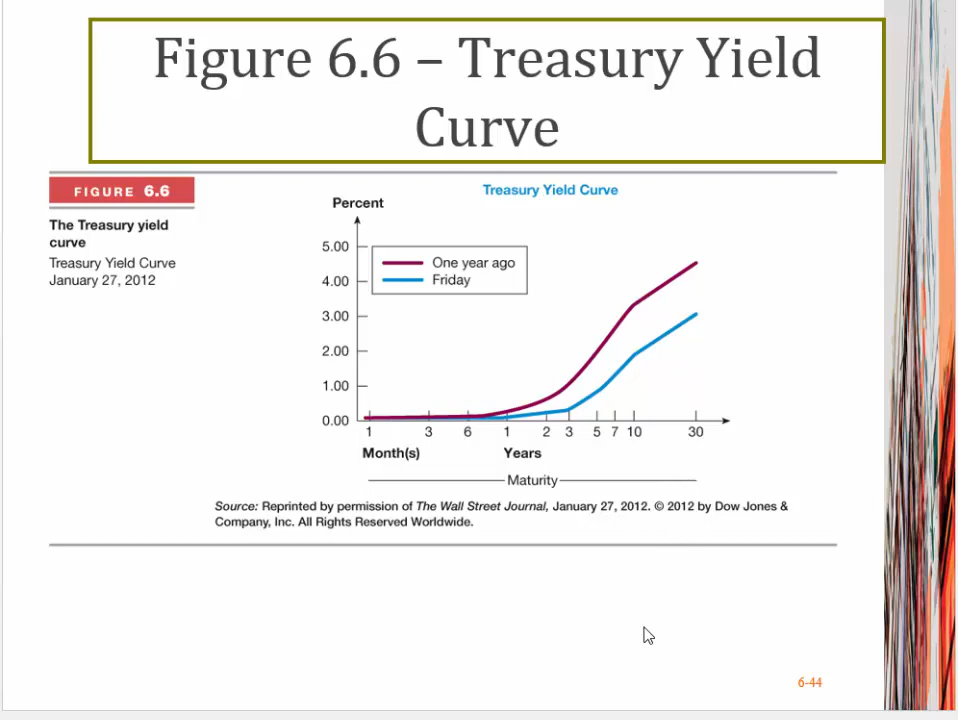 Figure 6.6 – Treasury Yield
Curve
FIGURE 6.6
The Treasury yield
curve
Treasury Yield Curve
January 27, 2012
Treasury Yield Curve
Percent
5.00
4.00
3.00
2.00
1.00
0.00
One year ago
Friday
1 3 6 1 2 3 5 7 10 30
Month(s) Years
Maturity
Source: Reprinted by permission of The Wall Street Journal, January 27, 2012. © 2012 by Dow Jones &
Company, Inc. All Rights Reserved Worldwide.
6-44